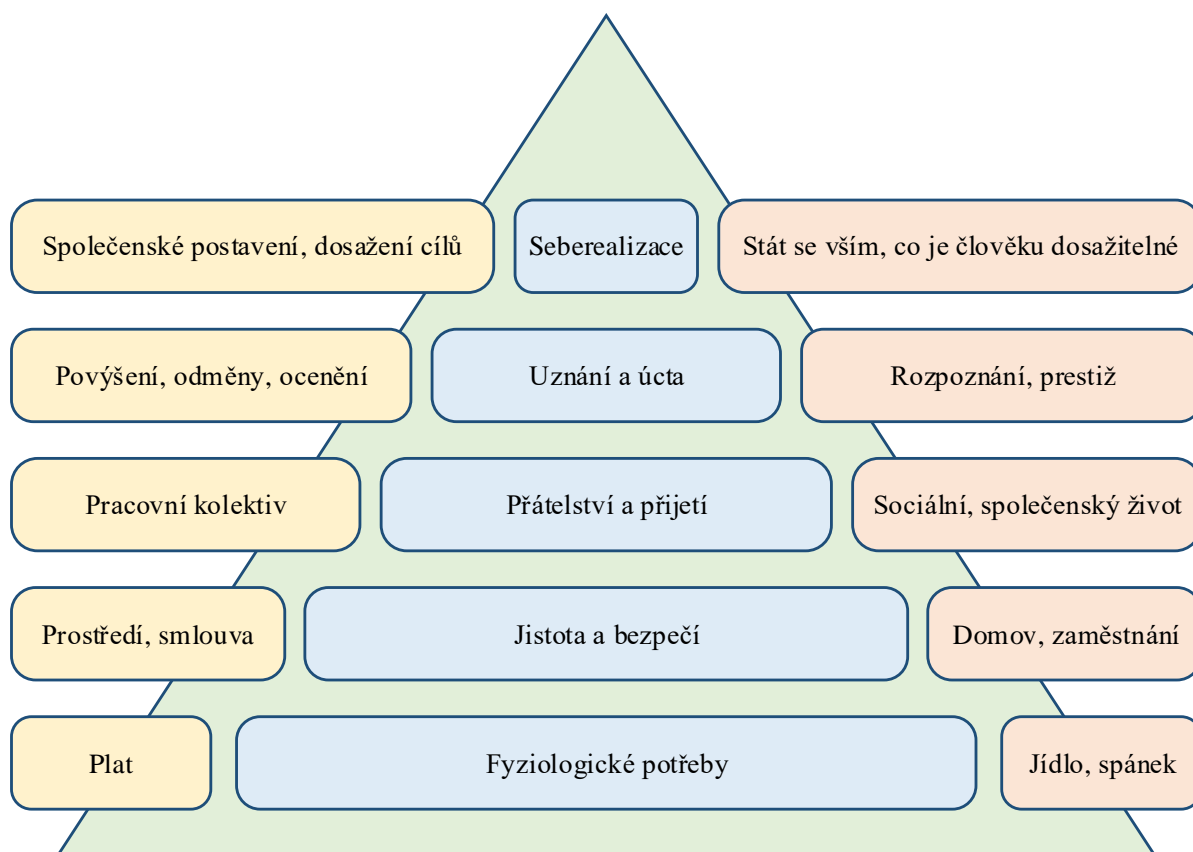 Společenské postavení, dosažení cílů
Seberealizace
Stát se vším, co je člověku dosažitelné
Povýšení, odměny, ocenění
Uznání a úcta
Rozpoznání, prestiž
Pracovní kolektiv
Přátelství a přijetí
Sociální, společenský život
Prostředí, smlouva
Jistota a bezpečí
Domov, zaměstnání
Plat
Fyziologické potřeby
Jídlo, spánek